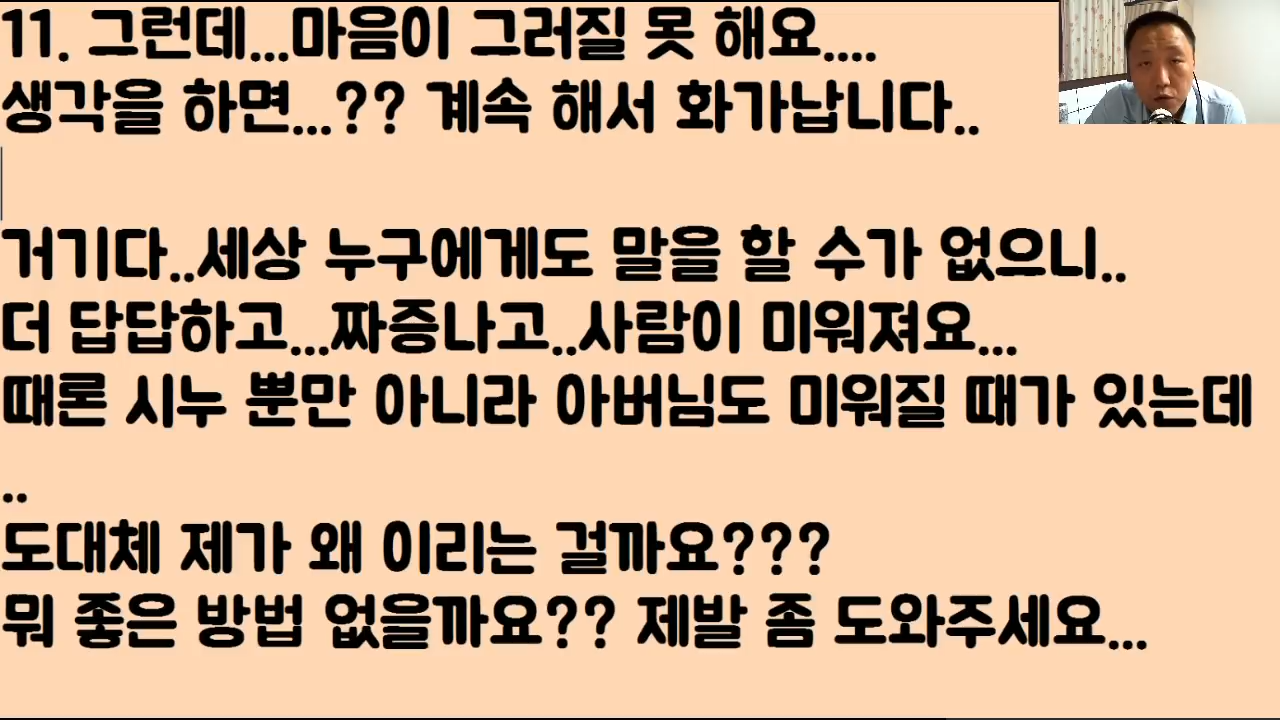 11. 그런데...마음이 그러질 못 해요....
생각을 하면...?? 계속 해서 화가납니다..
거기다..세상 누구에게도 말을 할 수가 없으니..
더 답답하고...짜증나고..사람이 미워져요...
때론 시누 뿐만 아니라 아버님도 미워질 때가 있는데
..
도대체 제가 왜 이러는 걸까요???
뭐 좋은 방법 없을까요?? 제발 좀 도와주세요...